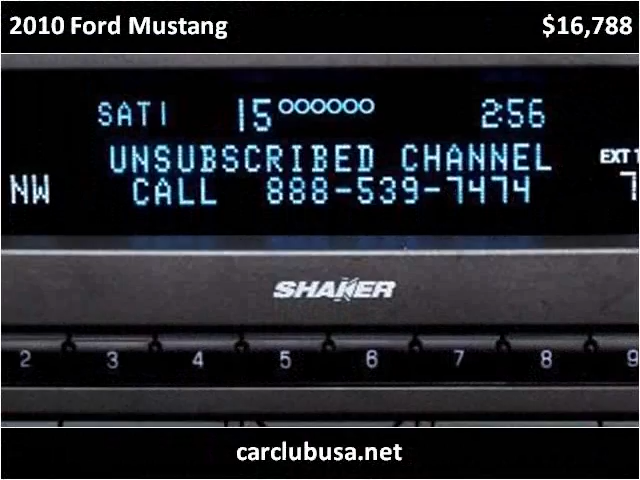 2010 Ford Mustang $16,788
SAT1 15 2:56
UNSUBSCRIBED CHANNEL EXT T
NW CALL 888-539-7474 7
SHAKER
2 3 4 5 6 7 8 9
carclubusa.net